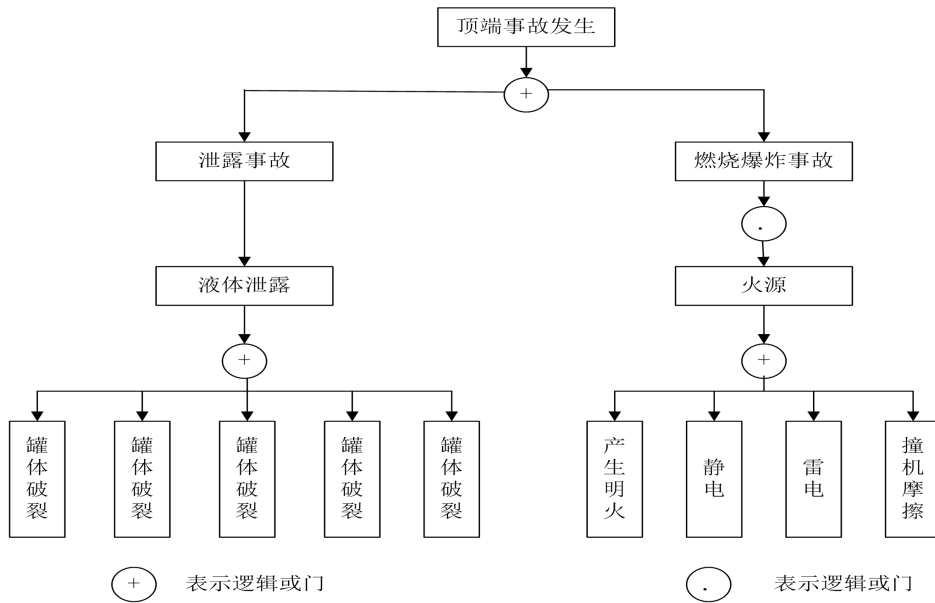 顶端事故发生
+
泄露事故
燃烧爆炸事故
.
液体泄露
火源
+
+
罐体破裂
罐体破裂
罐体破裂
罐体破裂
罐体破裂
产生明火
静电
雷电
撞机摩擦
+ 表示逻辑或门
. 表示逻辑或门